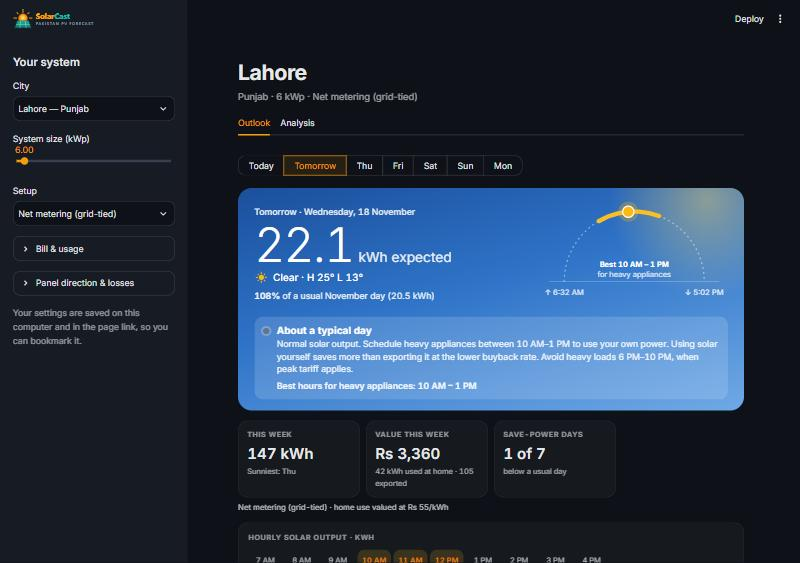 SolarCast
PAKISTAN PV FORECAST
Deploy
Your system
City
Lahore — Punjab
System size (kWp)
6.00
Setup
Net metering (grid-tied)
Bill & usage
Panel direction & losses
Your settings are saved on this
computer and in the page link, so you
can bookmark it.
Lahore
Punjab · 6 kWp · Net metering (grid-tied)
Outlook Analysis
Today Tomorrow Thu Fri Sat Sun Mon
Tomorrow · Wednesday, 18 November
22.1 kWh expected
Clear · H 25° L 13°
108% of a usual November day (20.5 kWh)
Best 10 AM – 1 PM
for heavy appliances
↑ 6:32 AM ↓ 5:02 PM
About a typical day
Normal solar output. Schedule heavy appliances between 10 AM–1 PM to use your own power. Using solar
yourself saves more than exporting it at the lower buyback rate. Avoid heavy loads 6 PM–10 PM, when
peak tariff applies.
Best hours for heavy appliances: 10 AM – 1 PM
THIS WEEK
147 kWh
Sunniest: Thu
VALUE THIS WEEK
Rs 3,360
42 kWh used at home · 105
exported
SAVE-POWER DAYS
1 of 7
below a usual day
Net metering (grid-tied) · home use valued at Rs 55/kWh
HOURLY SOLAR OUTPUT · KWH
7 AM 8 AM 9 AM 10 AM 11 AM 12 PM 1 PM 2 PM 3 PM 4 PM